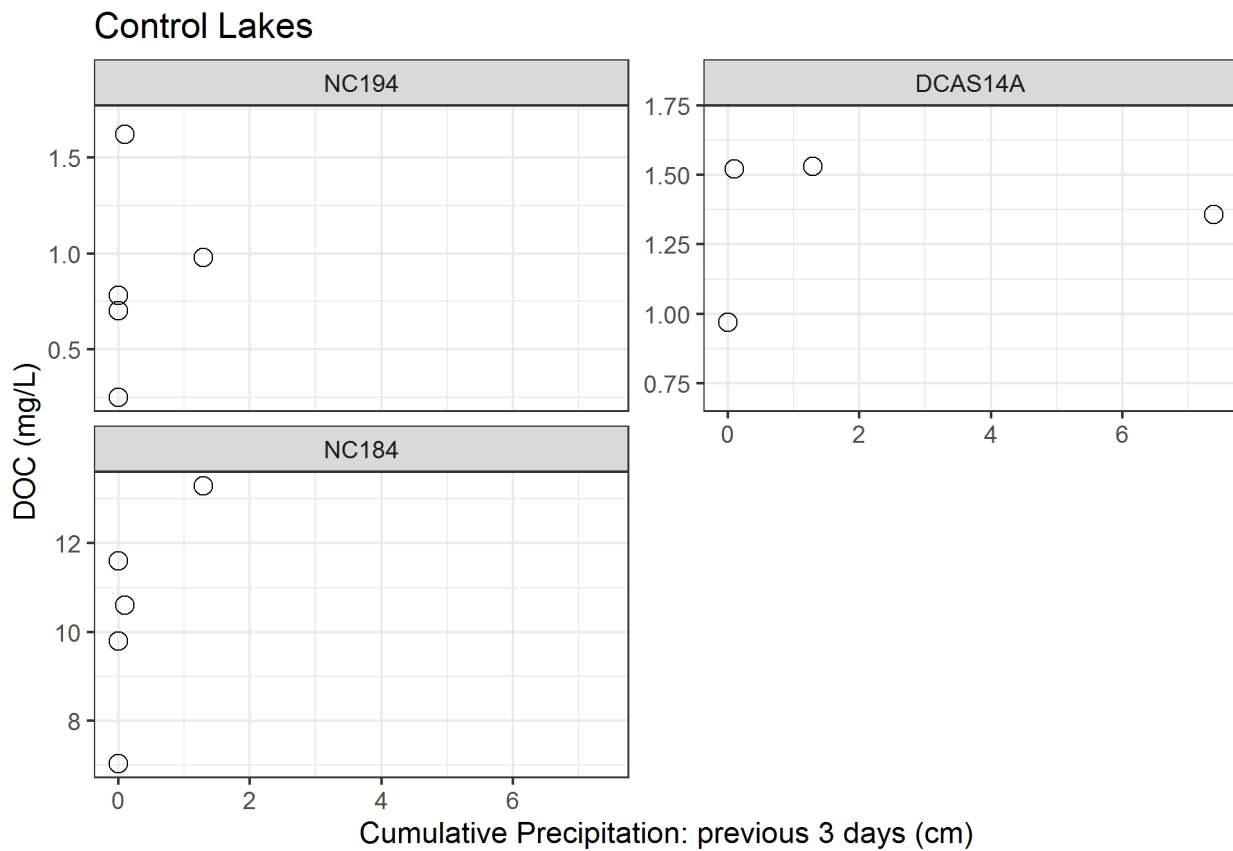 Control Lakes
NC194
1.5
1.0
0.5
DCAS14A
1.75
1.50
1.25
1.00
0.75
0 2 4 6
NC184
12
10
8
0 2 4 6
DOC (mg/L)
Cumulative Precipitation: previous 3 days (cm)